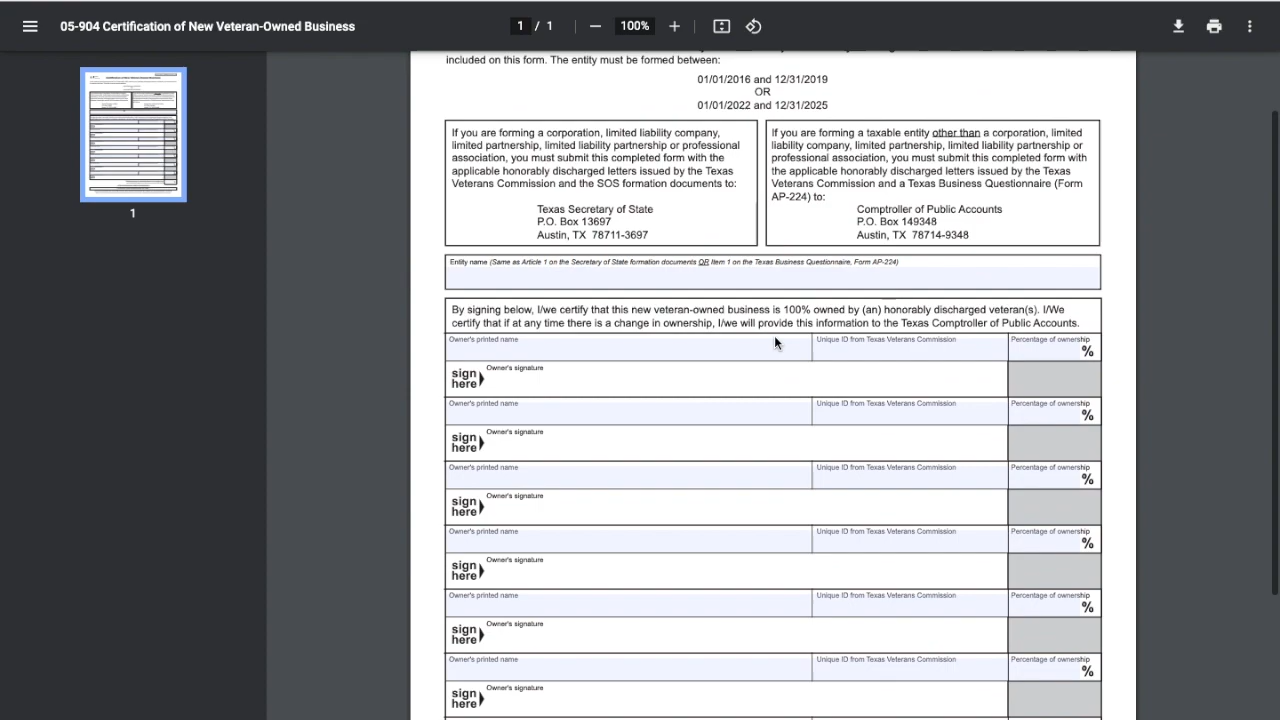 05-904 Certification of New Veteran-Owned Business
1 / 1
100%
1
included on this form. The entity must be formed between:
01/01/2016 and 12/31/2019
OR
01/01/2022 and 12/31/2025
If you are forming a corporation, limited liability company,
limited partnership, limited liability partnership or professional
association, you must submit this completed form with the
applicable honorably discharged letters issued by the Texas
Veterans Commission and the SOS formation documents to:
Texas Secretary of State
P.O. Box 13697
Austin, TX 78711-3697
If you are forming a taxable entity other than a corporation, limited
liability company, limited partnership, limited liability partnership or
professional association, you must submit this completed form with
the applicable honorably discharged letters issued by the Texas
Veterans Commission and a Texas Business Questionnaire (Form
AP-224) to:
Comptroller of Public Accounts
P.O. Box 149348
Austin, TX 78714-9348
Entity name (Same as Article 1 on the Secretary of State formation documents OR Item 1 on the Texas Business Questionnaire, Form AP-224)
By signing below, I/we certify that this new veteran-owned business is 100% owned by (an) honorably discharged veteran(s). I/We
certify that if at any time there is a change in ownership, I/we will provide this information to the Texas Comptroller of Public Accounts.
Owner's printed name Unique ID from Texas Veterans Commission Percentage of ownership
%
sign
here
Owner's signature
Owner's printed name Unique ID from Texas Veterans Commission Percentage of ownership
%
sign
here
Owner's signature
Owner's printed name Unique ID from Texas Veterans Commission Percentage of ownership
%
sign
here
Owner's signature
Owner's printed name Unique ID from Texas Veterans Commission Percentage of ownership
%
sign
here
Owner's signature
Owner's printed name Unique ID from Texas Veterans Commission Percentage of ownership
%
sign
here
Owner's signature
Owner's printed name Unique ID from Texas Veterans Commission Percentage of ownership
%
sign
here
Owner's signature